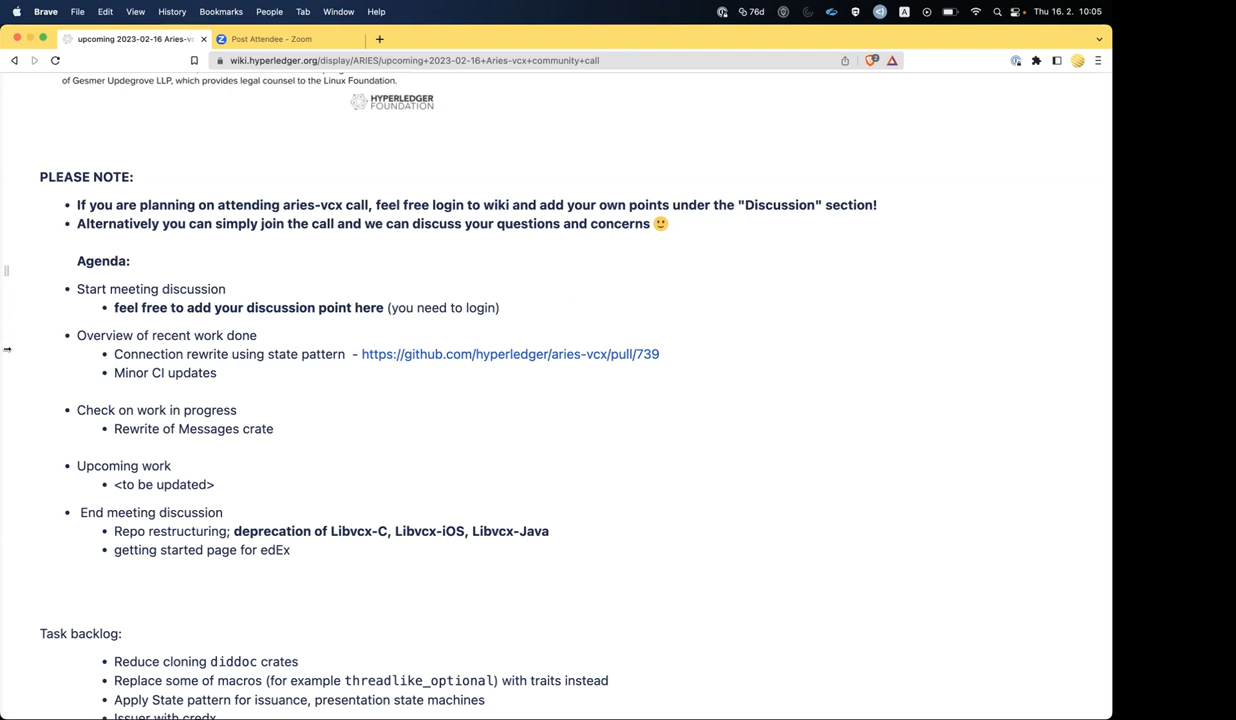 Brave File Edit View History Bookmarks People Tab Window Help 76d A Thu 16. 2. 10:05
upcoming 2023-02-16 Aries-vc × Post Attendee - Zoom +
wiki.hyperledger.org/display/ARIES/upcoming+2023-02-16+Aries-vcx+community+call
of Gesmer Updegrove LLP, which provides legal counsel to the Linux Foundation.
HYPERLEDGER
FOUNDATION
PLEASE NOTE:
• If you are planning on attending aries-vcx call, feel free login to wiki and add your own points under the "Discussion" section!
• Alternatively you can simply join the call and we can discuss your questions and concerns 🙂
Agenda:
• Start meeting discussion
• feel free to add your discussion point here (you need to login)
• Overview of recent work done
• Connection rewrite using state pattern - https://github.com/hyperledger/aries-vcx/pull/739
• Minor CI updates
• Check on work in progress
• Rewrite of Messages crate
• Upcoming work
• <to be updated>
• End meeting discussion
• Repo restructuring; deprecation of Libvcx-C, Libvcx-iOS, Libvcx-Java
• getting started page for edEx
Task backlog:
• Reduce cloning diddoc crates
• Replace some of macros (for example threadlike_optional) with traits instead
• Apply State pattern for issuance, presentation state machines
• Issuer with credx